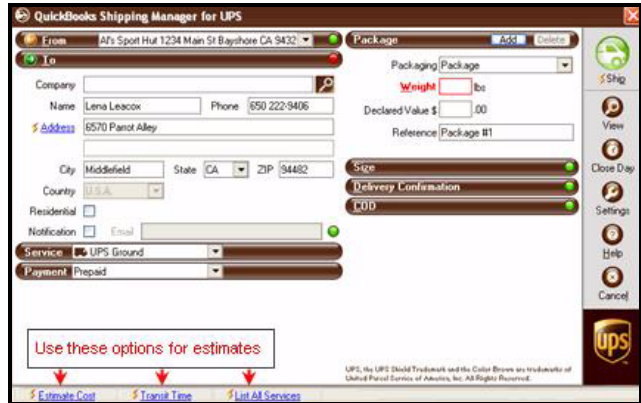 QuickBooks Shipping Manager for UPS
From Al's Sport Hut 1234 Main St Bayshore CA 9432
To
Company
Name Lena Leacox Phone 650 222-9406
Address 6570 Parrot Alley
City Middlefield State CA ZIP 94482
Country U.S.A.
Residential
Notification Email
Service UPS Ground
Payment Prepaid
Package Add Delete
Packaging Package
Weight lbs
Declared Value $ .00
Reference Package #1
Size
Delivery Confirmation
COD
Ship
View
Close Day
Settings
Help
Cancel
ups
Use these options for estimates
UPS, the UPS Shield Trademark and the Color Brown are trademarks of
United Parcel Service of America, Inc. All Rights Reserved.
Estimate Cost Transit Time List All Services